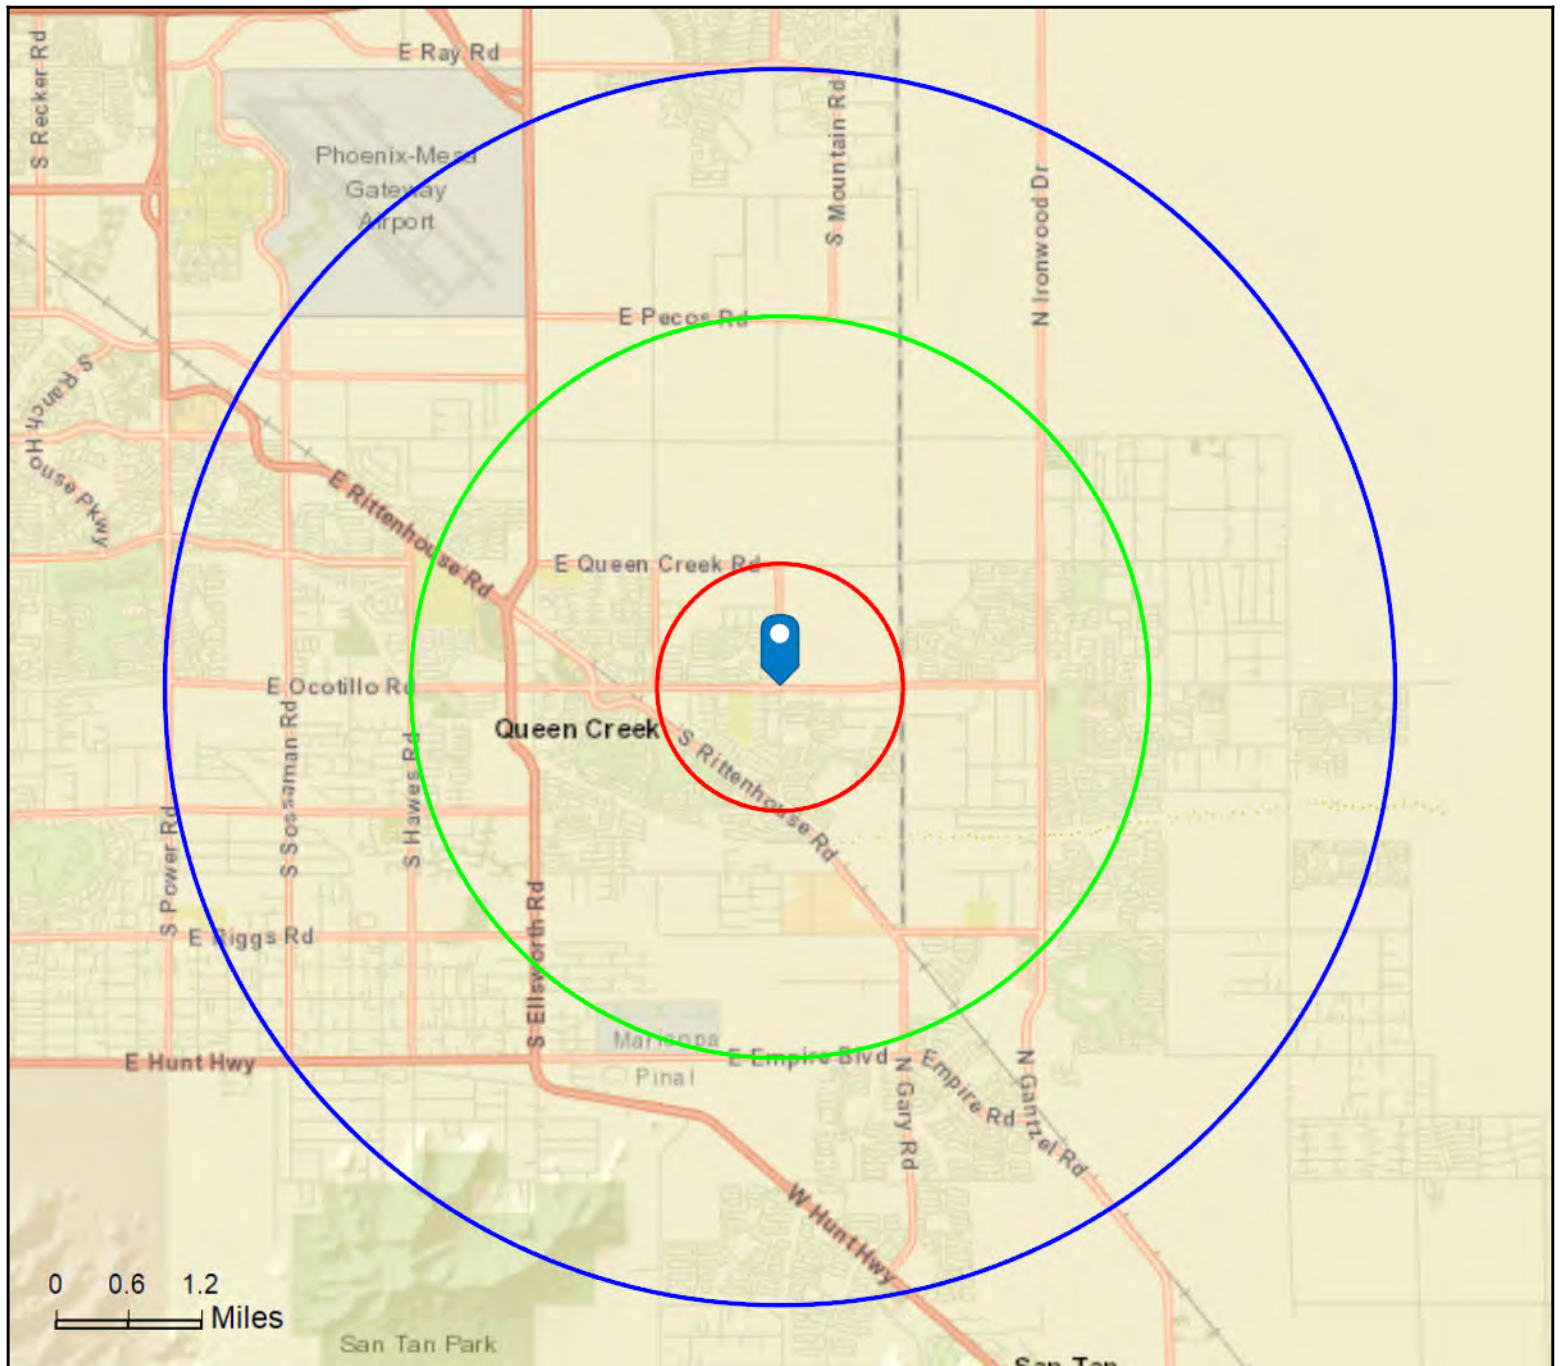 S Recker Rd
E Ray Rd
Phoenix-Mesa
Gateway
Airport
S Mountain Rd
N Ironwood Dr
E Pecos Rd
S Ranch House Pkwy
E Rittenhouse Rd
E Queen Creek Rd
E Ocotillo Rd
Queen Creek
S Rittenhouse Rd
S Sossaman Rd
S Hawes Rd
S Power Rd
E Riggs Rd
S Ellsworth Rd
Maricopa
Pinal
E Hunt Hwy
E Empire Blvd
N Gary Rd
Empire Rd
N Gantzel Rd
W Hunt Hwy
0 0.6 1.2
Miles
San Tan Park
San Tan